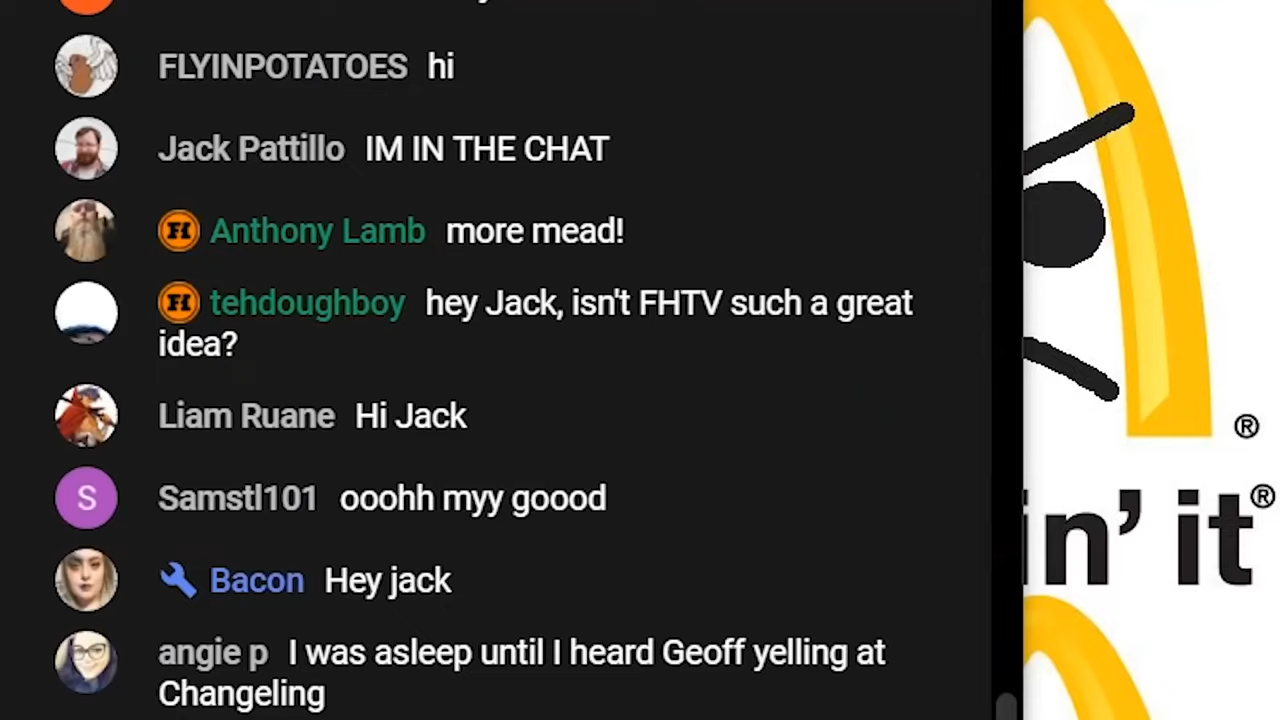 FLYINPOTATOES hi
Jack Pattillo IM IN THE CHAT
FH Anthony Lamb more mead!
FH tehdoughboy hey Jack, isn't FHTV such a great
idea?
Liam Ruane Hi Jack
®
S Samstl101 ooohh myy goood
in' it®
Bacon Hey jack
angie p I was asleep until I heard Geoff yelling at
Changeling